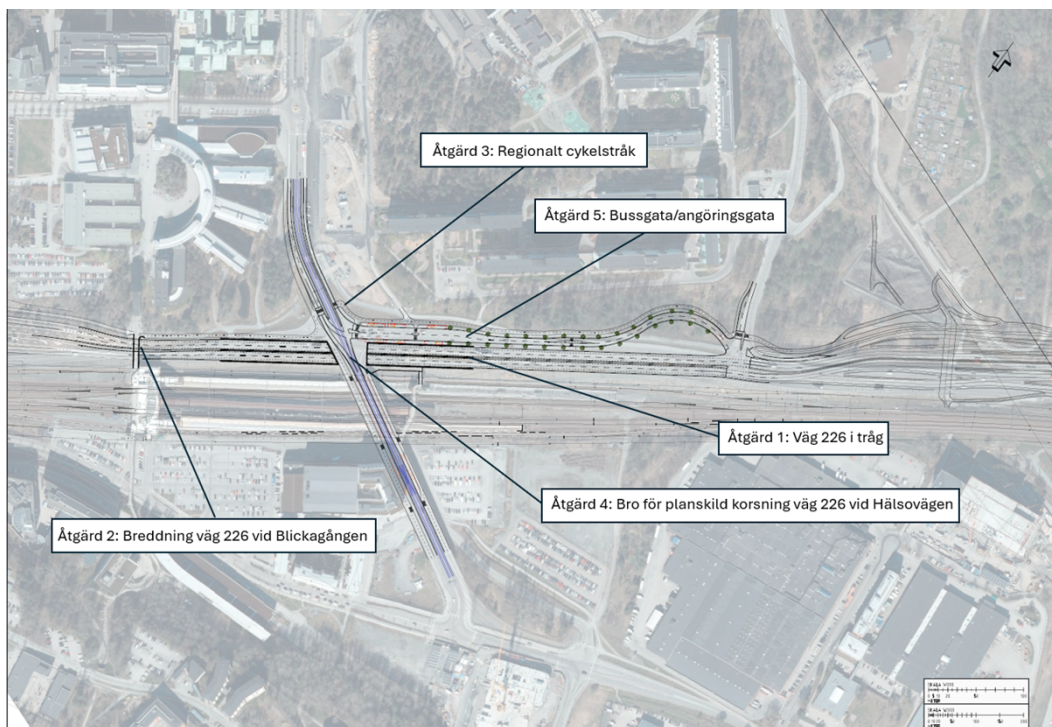 Åtgärd 3: Regionalt cykelstråk
Åtgärd 5: Bussgata/angöringsgata
Åtgärd 1: Väg 226 i tråg
Åtgärd 4: Bro för planskild korsning väg 226 vid Hälsovägen
Åtgärd 2: Breddning väg 226 vid Blickagången